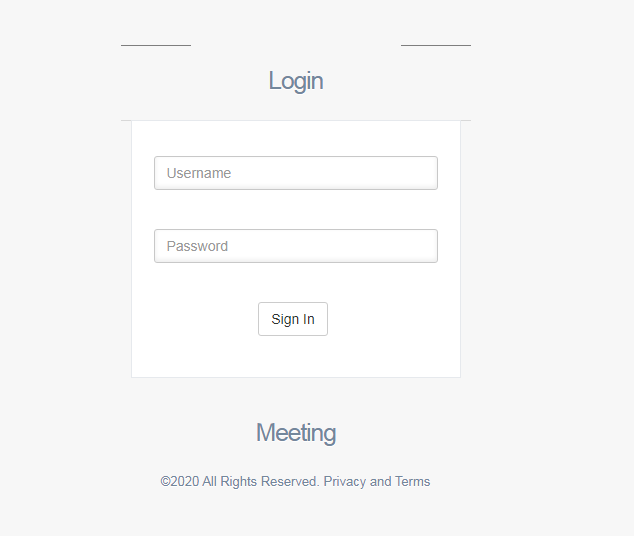 Login
Username
Password
Sign In
Meeting
©2020 All Rights Reserved. Privacy and Terms